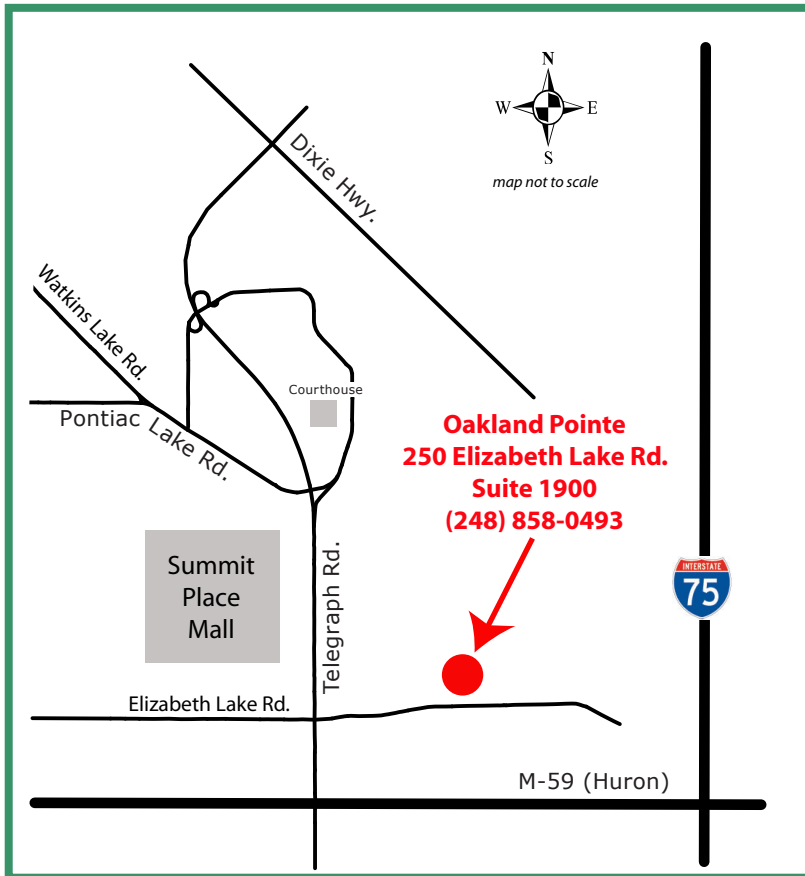 N
W
E
S
map not to scale
Dixie Hwy.
Watkins Lake Rd.
Pontiac Lake Rd.
Courthouse
Oakland Pointe
250 Elizabeth Lake Rd.
Suite 1900
(248) 858-0493
Summit
Place
Mall
Telegraph Rd.
INTERSTATE
75
Elizabeth Lake Rd.
M-59 (Huron)